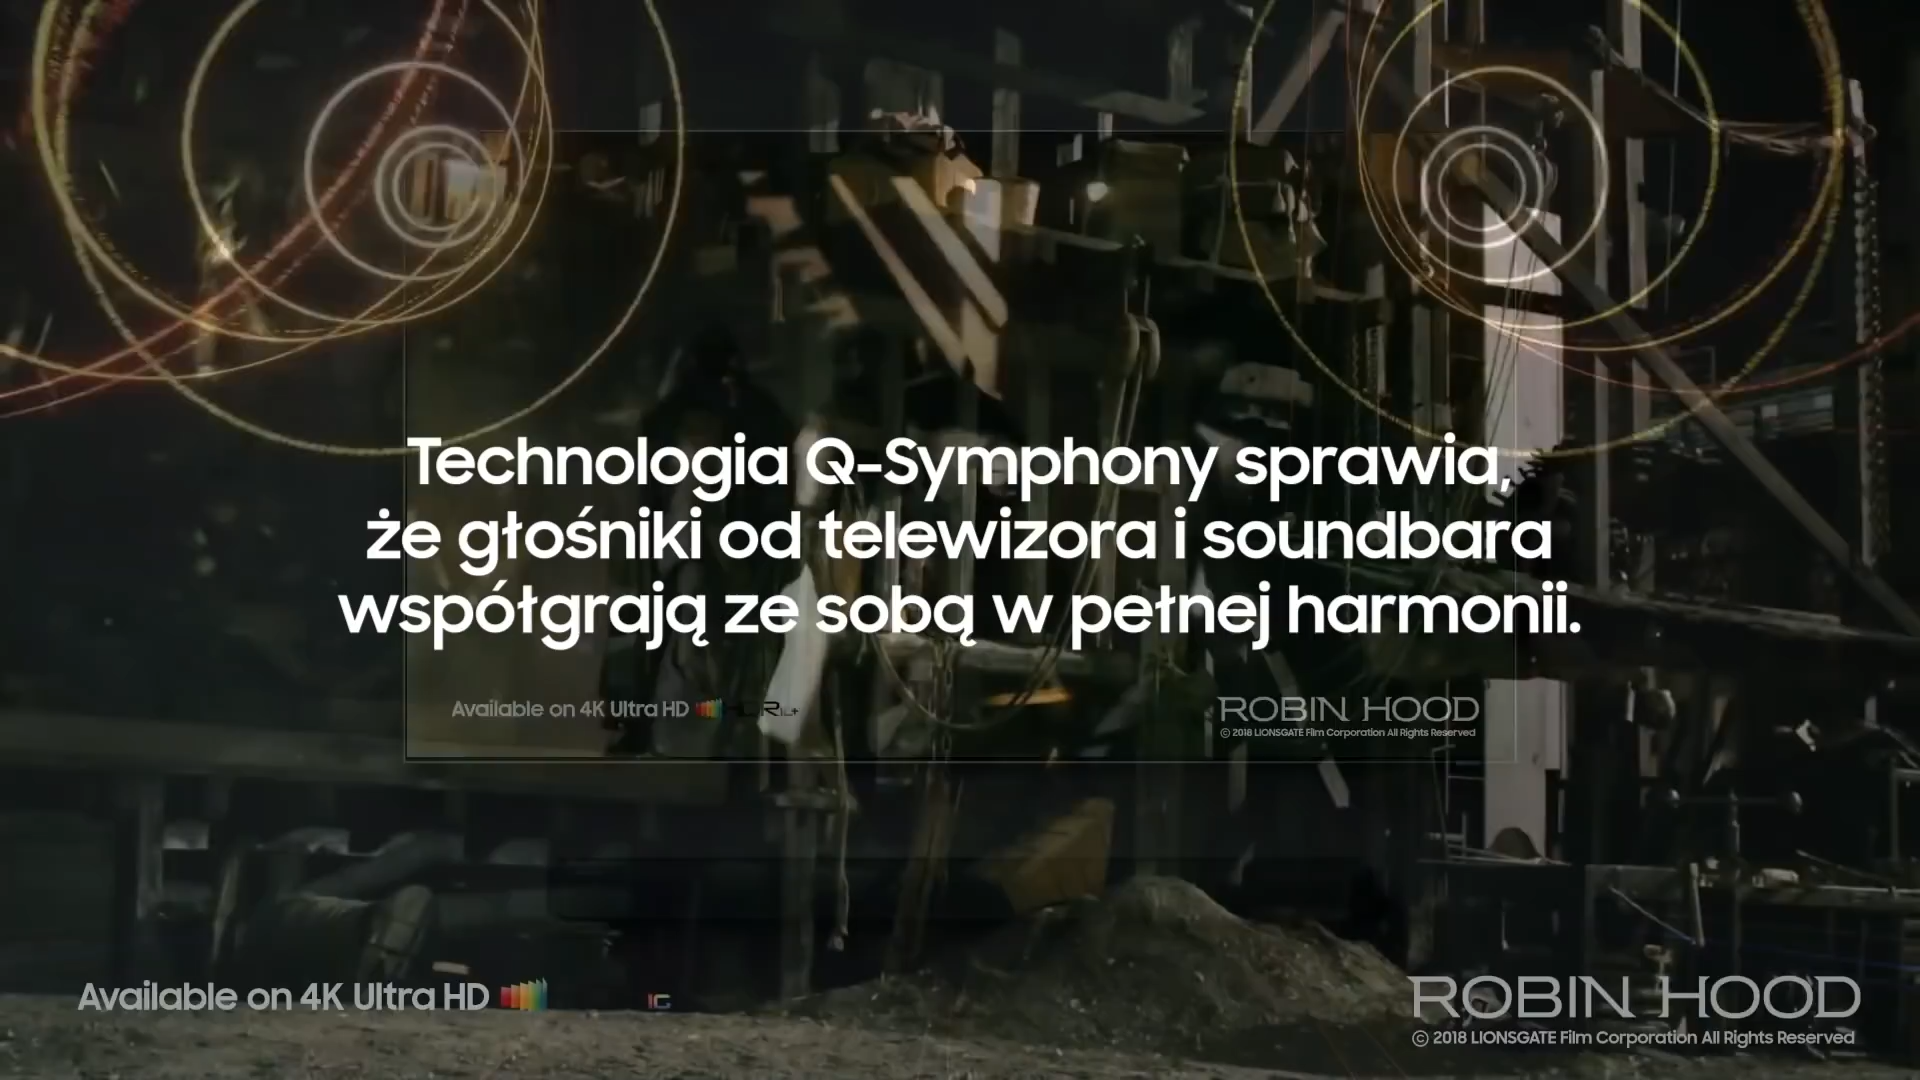 Technologia Q-Symphony sprawia,
że głośniki od telewizora i soundbara
współgrają ze sobą w pełnej harmonii.
Available on 4K Ultra HD
ROBIN HOOD
© 2018 LIONSGATE Film Corporation All Rights Reserved
Available on 4K Ultra HD
ROBIN HOOD
© 2018 LIONSGATE Film Corporation All Rights Reserved